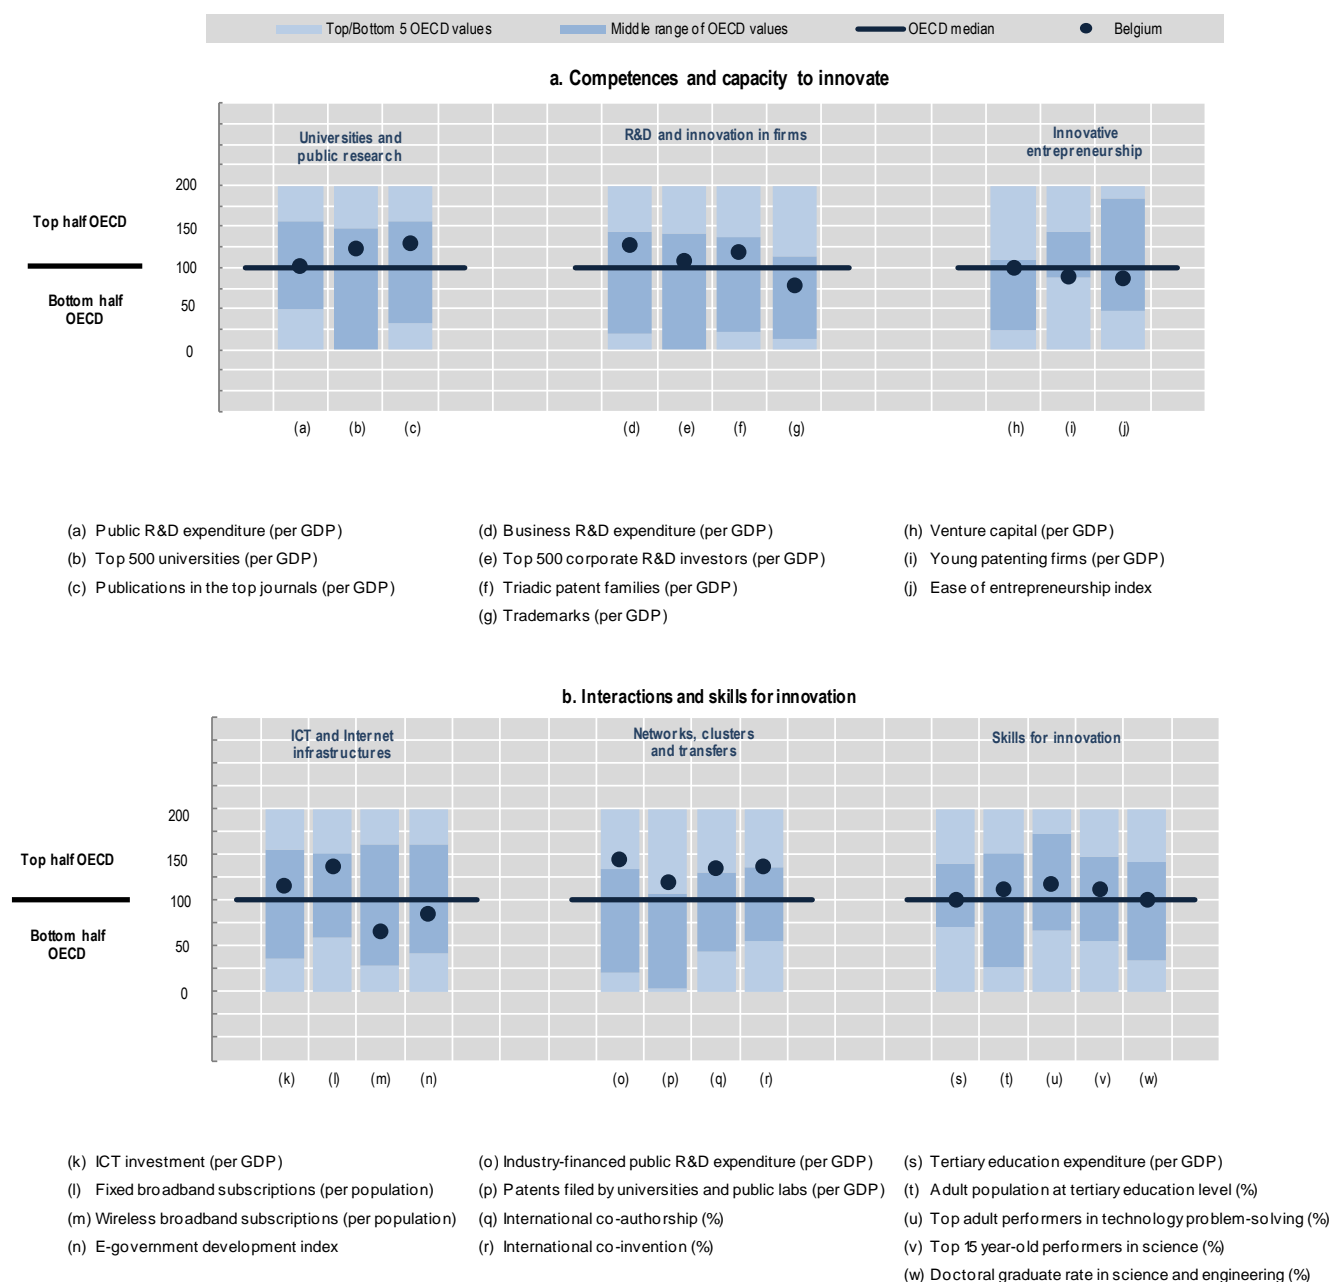 Top/Bottom 5 OECD values Middle range of OECD values OECD median Belgium
a. Competences and capacity to innovate
Universities and
public research
R&D and innovation in firms
Innovative
entrepreneurship
200
150
100
50
0
Top half OECD
Bottom half
OECD
(a) (b) (c) (d) (e) (f) (g) (h) (i) (j)
(a) Public R&D expenditure (per GDP)
(b) Top 500 universities (per GDP)
(c) Publications in the top journals (per GDP)
(d) Business R&D expenditure (per GDP)
(e) Top 500 corporate R&D investors (per GDP)
(f) Triadic patent families (per GDP)
(g) Trademarks (per GDP)
(h) Venture capital (per GDP)
(i) Young patenting firms (per GDP)
(j) Ease of entrepreneurship index
b. Interactions and skills for innovation
ICT and Internet
infrastructures
Networks, clusters
and transfers
Skills for innovation
200
150
100
50
0
Top half OECD
Bottom half
OECD
(k) (l) (m) (n) (o) (p) (q) (r) (s) (t) (u) (v) (w)
(k) ICT investment (per GDP)
(l) Fixed broadband subscriptions (per population)
(m) Wireless broadband subscriptions (per population)
(n) E-government development index
(o) Industry-financed public R&D expenditure (per GDP)
(p) Patents filed by universities and public labs (per GDP)
(q) International co-authorship (%)
(r) International co-invention (%)
(s) Tertiary education expenditure (per GDP)
(t) Adult population at tertiary education level (%)
(u) Top adult performers in technology problem-solving (%)
(v) Top 15 year-old performers in science (%)
(w) Doctoral graduate rate in science and engineering (%)